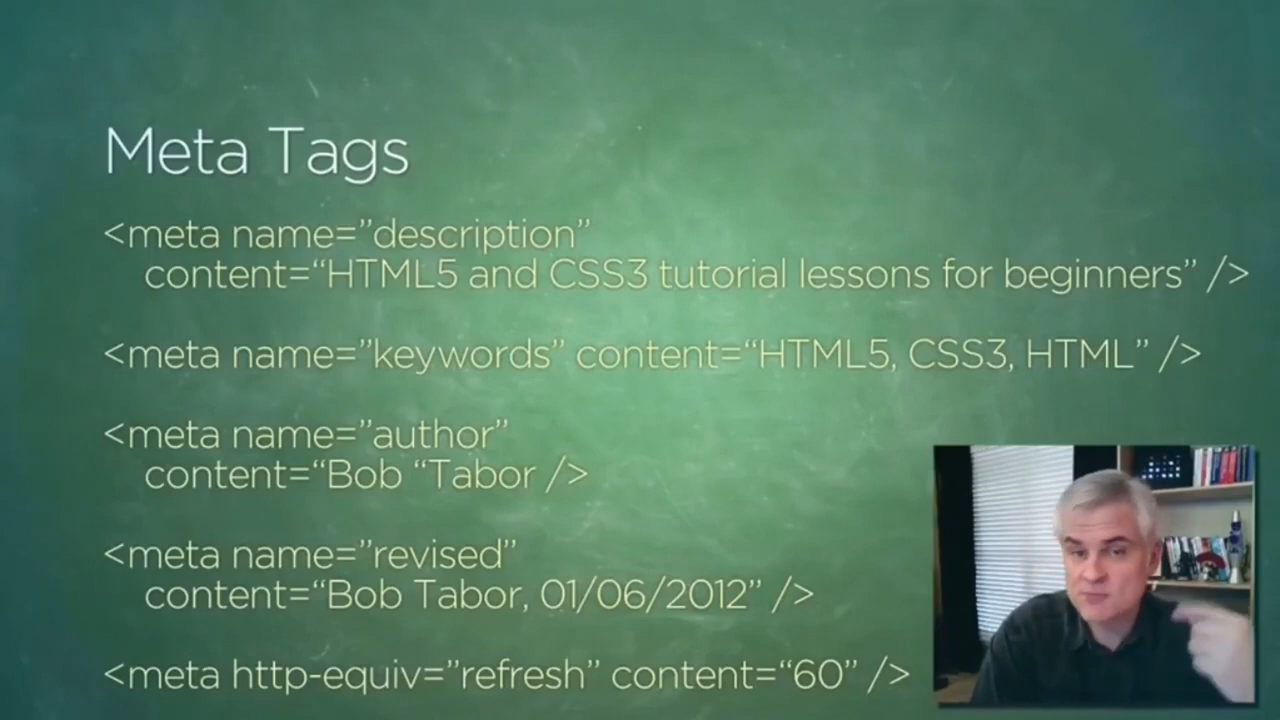 Meta Tags
<meta name=”description”
content=“HTML5 and CSS3 tutorial lessons for beginners” />
<meta name=”keywords” content=“HTML5, CSS3, HTML” />
<meta name=”author”
content=“Bob “Tabor />
<meta name=”revised”
content=“Bob Tabor, 01/06/2012” />
<meta http-equiv=”refresh” content=“60” />